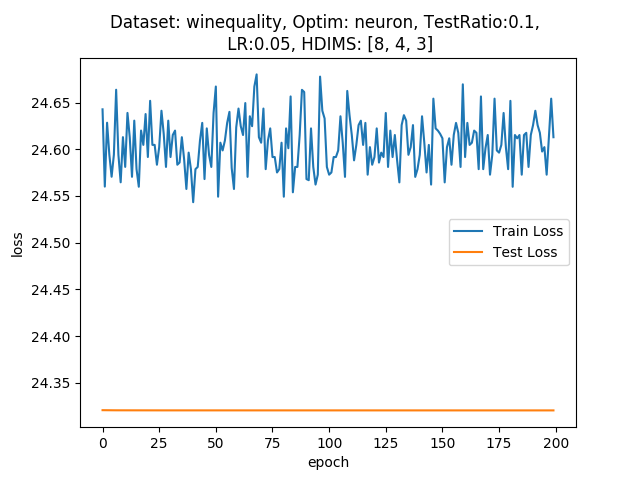 Dataset: winequality, Optim: neuron, TestRatio:0.1,
LR:0.05, HDIMS: [8, 4, 3]
24.65
24.60
24.55
24.50
24.45
24.40
24.35
loss
Train Loss
Test Loss
0 25 50 75 100 125 150 175 200
epoch